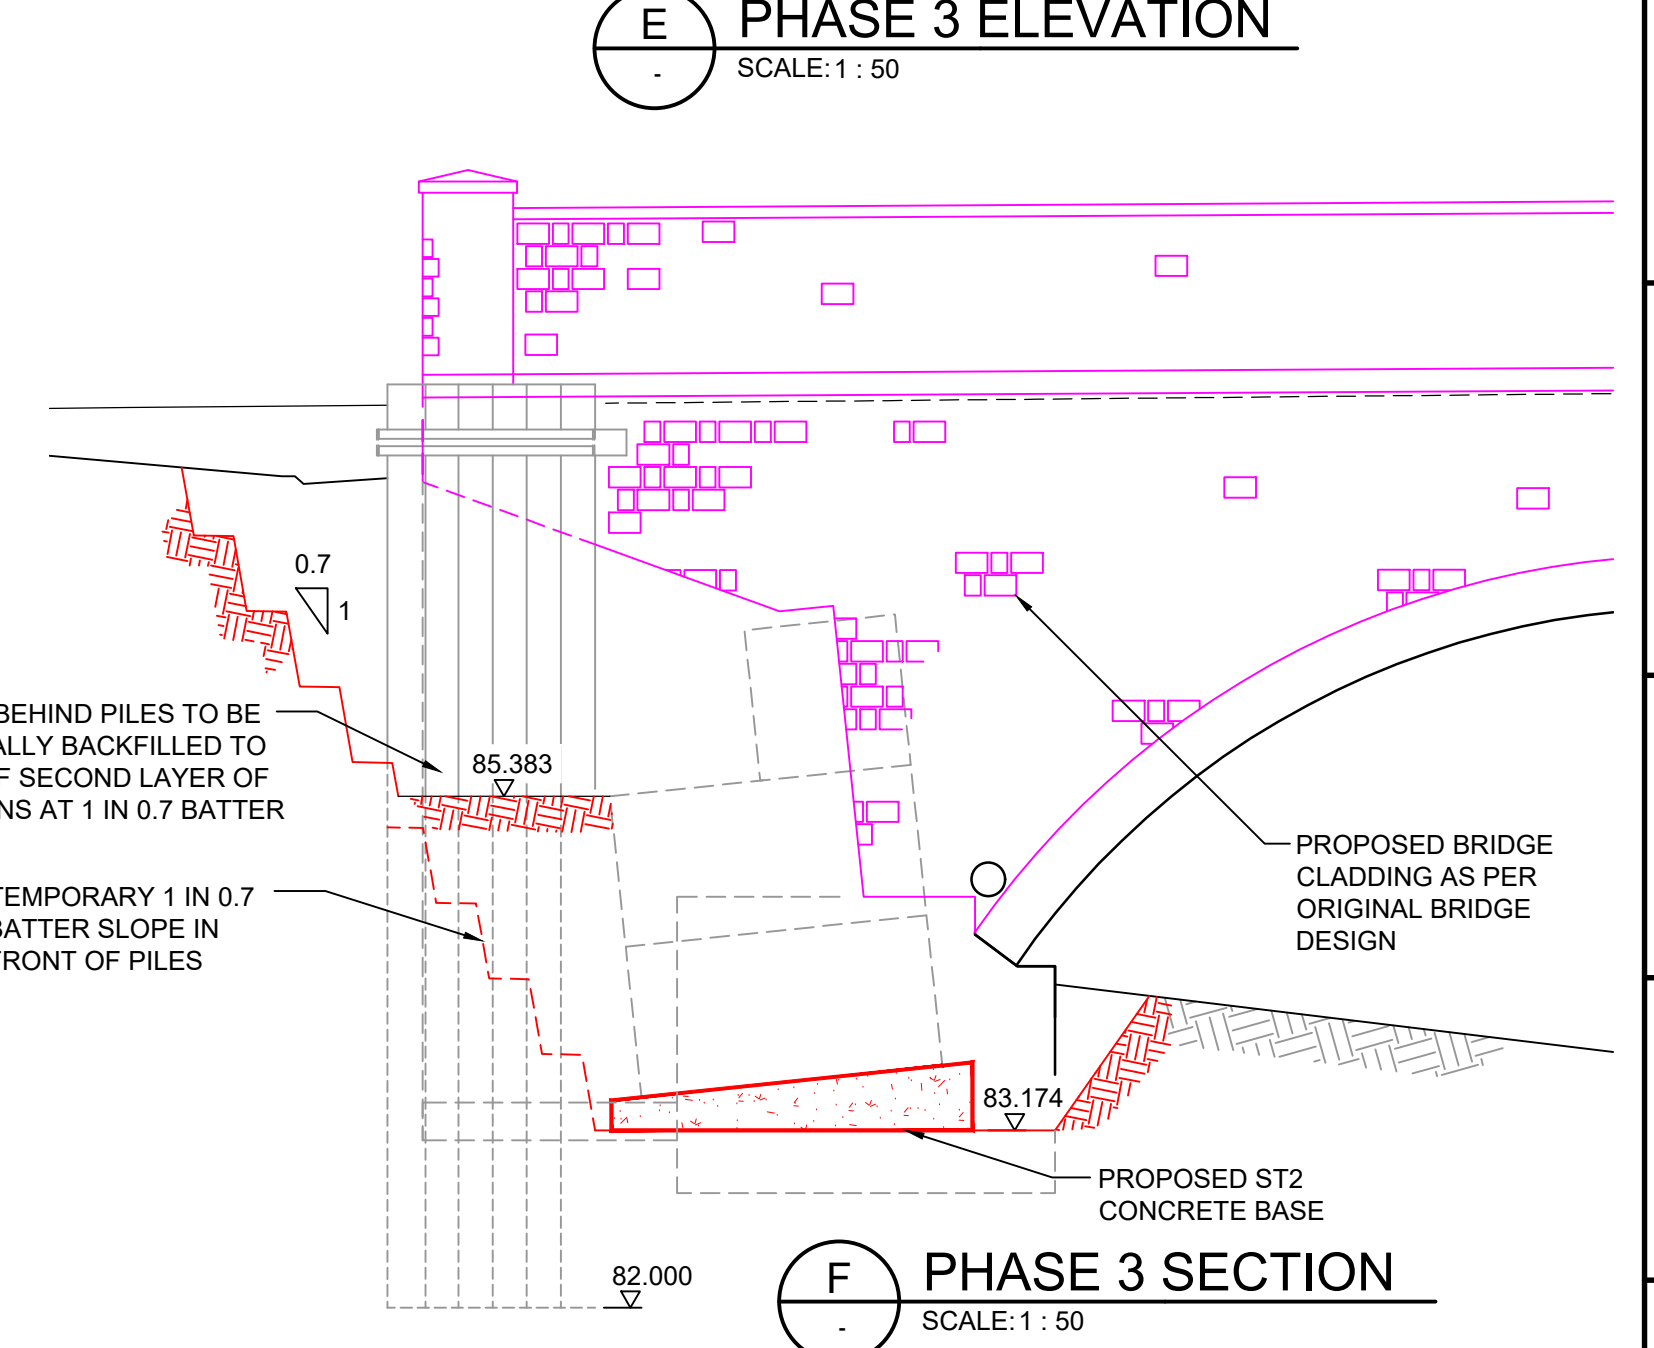 E
PHASE 3 ELEVATION
-
SCALE: 1 : 50
0.7
1
BEHIND PILES TO BE
ALLY BACKFILLED TO
F SECOND LAYER OF
NS AT 1 IN 0.7 BATTER
85.383
TEMPORARY 1 IN 0.7
BATTER SLOPE IN
FRONT OF PILES
PROPOSED BRIDGE
CLADDING AS PER
ORIGINAL BRIDGE
DESIGN
83.174
PROPOSED ST2
CONCRETE BASE
82.000
F
PHASE 3 SECTION
-
SCALE: 1 : 50